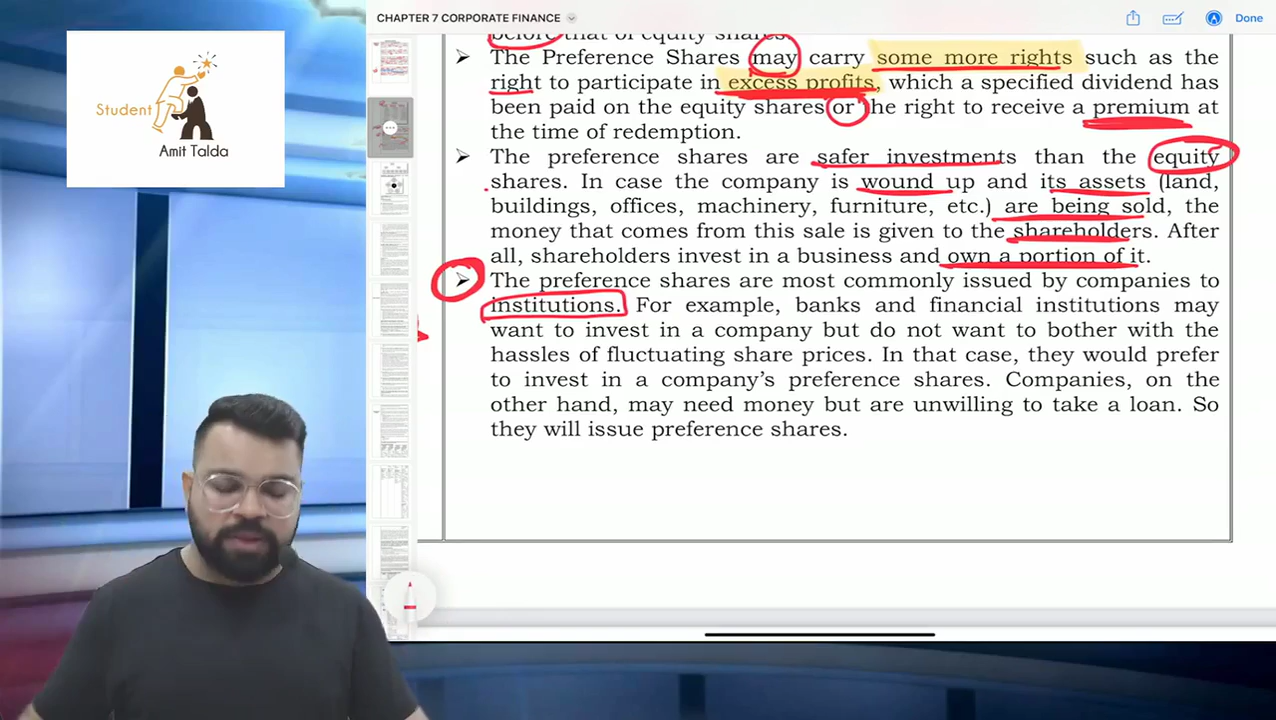 CHAPTER 7 CORPORATE FINANCE
Done
Student
Amit Talda
before that of equity shares.
➢ The Preference Shares may carry some more right such as the
right to participate in excess profits, which a specified dividend has
been paid on the equity shares or the right to receive a premium at
the time of redemption.
➢ The preference shares are safer investments than the equity
shares. In case the company is wound up and its assets (land,
buildings, offices, machinery, furniture, etc.) are being sold, the
money that comes from this sale is given to the shareholders. After
all, shareholders invest in a business and own a portion of it.
➢ The preference shares are more commonly issued by companies to
institutions. For example, banks and financial institutions may
want to invest in a company but do not want to bother with the
hassle of fluctuating share prices. In that case, they would prefer
to invest in a company's preference shares. Companies, on the
other hand, may need money but are unwilling to take a loan. So
they will issue preference shares.